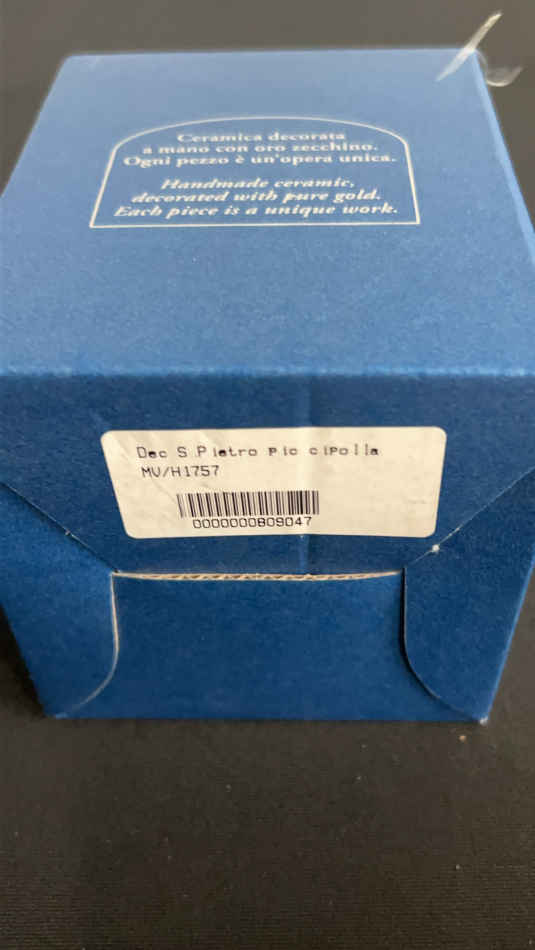 Ceramica decorata
a mano con oro zecchino.
Ogni pezzo è un'opera unica.
Handmade ceramic,
decorated with pure gold.
Each piece is a unique work.
Dec S.Pietro pic cipolla
MV/H1757
0000000809047